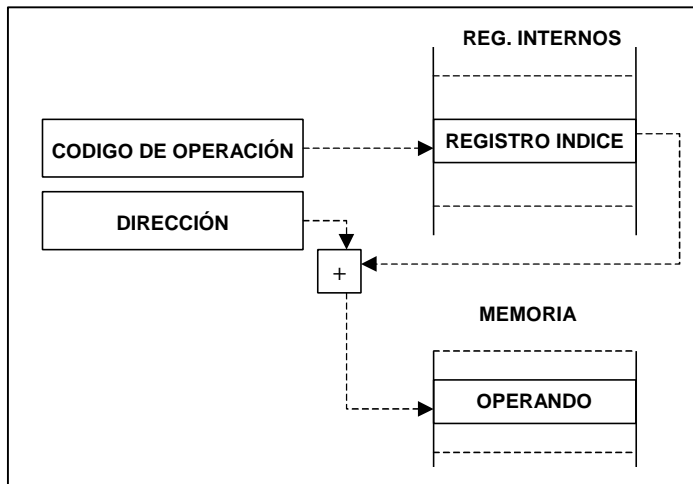 REG. INTERNOS
CODIGO DE OPERACIÓN
REGISTRO INDICE
DIRECCIÓN
+
MEMORIA
OPERANDO